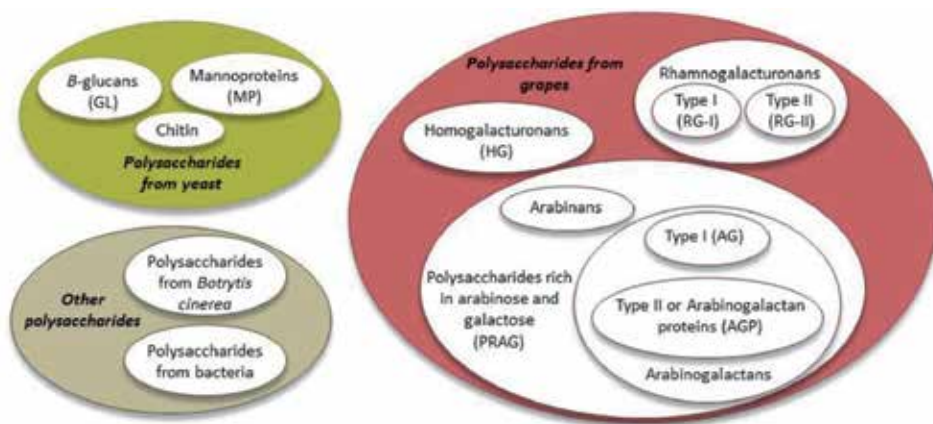 B-glucans
(GL)
Mannoproteins
(MP)
Chitin
Polysaccharides
from yeast
Other
polysaccharides
Polysaccharides
from Botrytis
cinerea
Polysaccharides
from bacteria
Polysaccharides from
grapes
Rhamnogalacturonans
Type I
(RG-I)
Type II
(RG-II)
Homogalacturonans
(HG)
Arabinans
Polysaccharides rich
in arabinose and
galactose
(PRAG)
Type I (AG)
Type II or Arabinogalactan
proteins (AGP)
Arabinogalactans